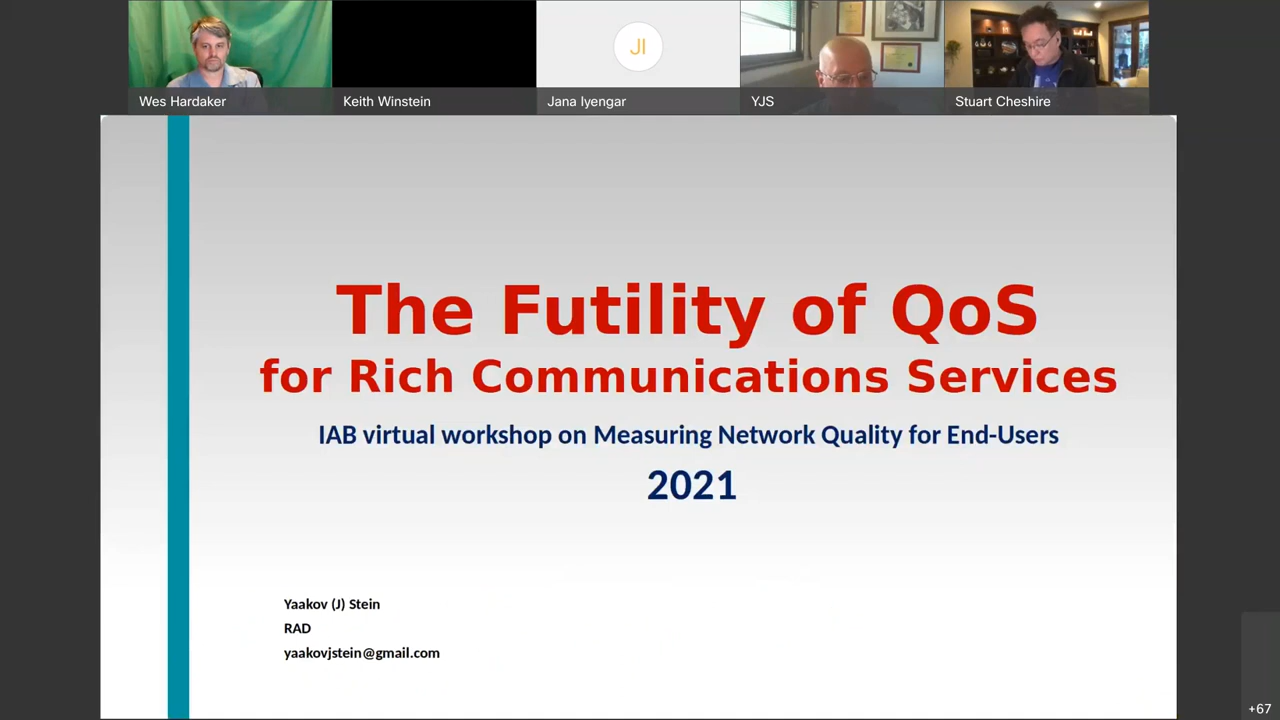 Wes Hardaker
Keith Winstein
JI
Jana Iyengar
YJS
Stuart Cheshire
The Futility of QoS
for Rich Communications Services
IAB virtual workshop on Measuring Network Quality for End-Users
2021
Yaakov (J) Stein
RAD
yaakovjstein@gmail.com
+67